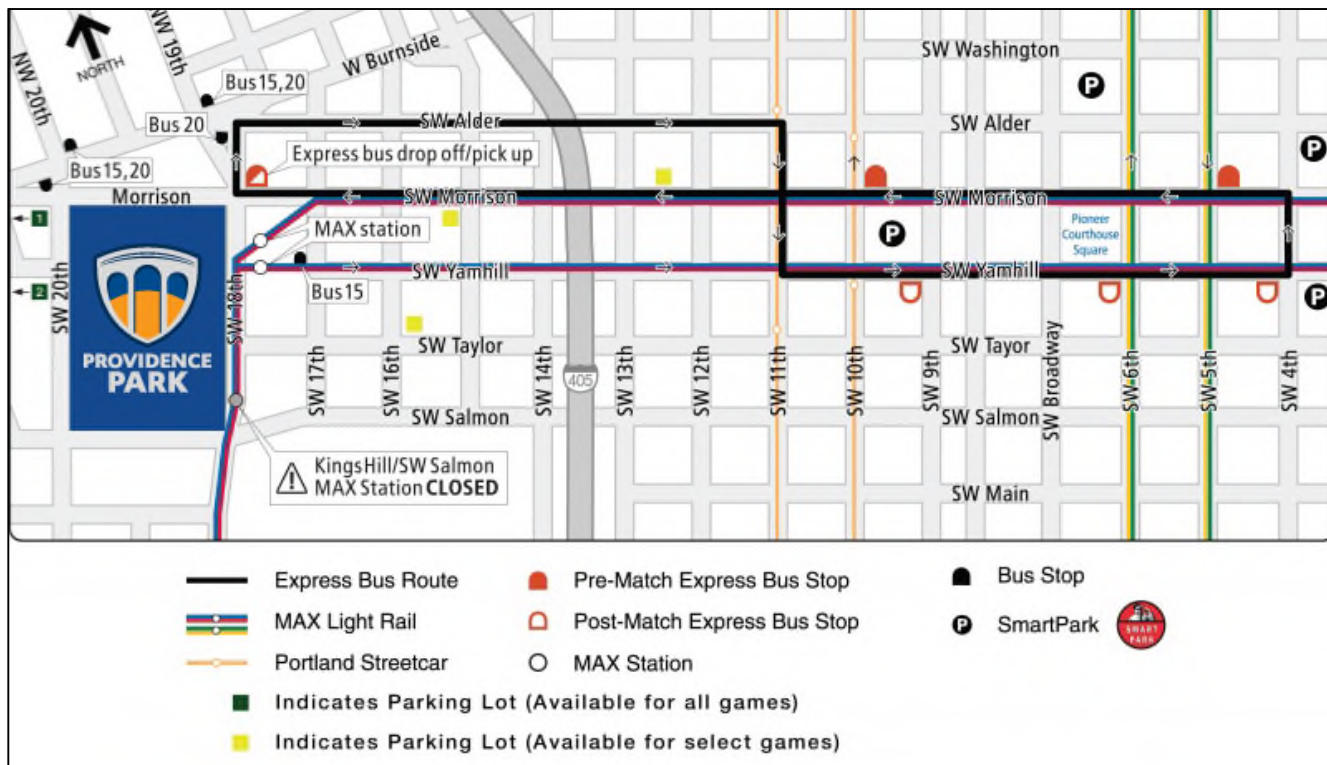 NW 20th
NORTH
NW 19th
W Burnside
Bus 15,20
Bus 20
Bus 15,20
SW Washington
P
SW Alder
SW Alder
P
Express bus drop off/pick up
Morrison
SW Morrison
SW Morrison
1
MAX station
P
Pioneer
Courthouse
Square
SW Yamhill
SW Yamhill
2
Bus 15
P
SW 20th
SW 18th
PROVIDENCE
PARK
SW Taylor
SW Tayor
SW 17th
SW 16th
SW 14th
405
SW 13th
SW 12th
SW 11th
SW 10th
SW 9th
SW Broadway
SW 6th
SW 5th
SW 4th
SW Salmon
SW Salmon
KingsHill/SW Salmon
MAX Station CLOSED
SW Main
Express Bus Route
Pre-Match Express Bus Stop
Bus Stop
MAX Light Rail
Post-Match Express Bus Stop
P
SmartPark
SMART
PARK
Portland Streetcar
MAX Station
Indicates Parking Lot (Available for all games)
Indicates Parking Lot (Available for select games)